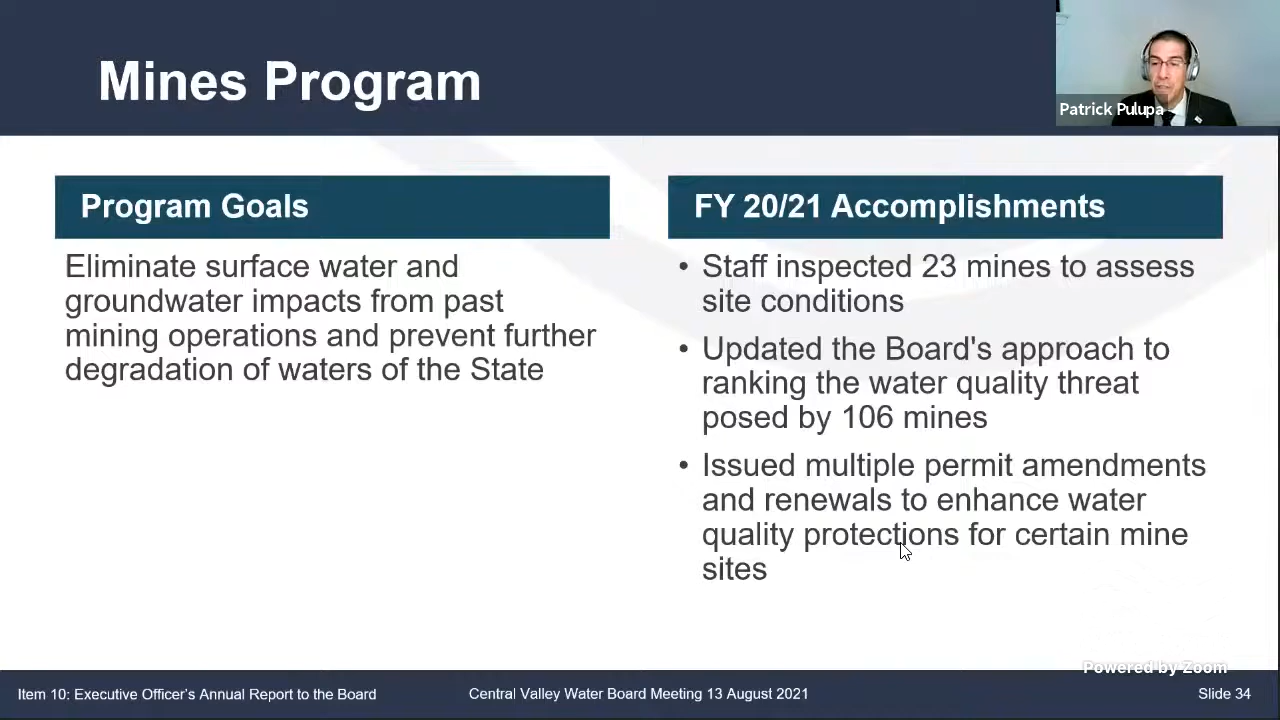 Mines Program
Patrick Pulupa
Program Goals
Eliminate surface water and
groundwater impacts from past
mining operations and prevent further
degradation of waters of the State
FY 20/21 Accomplishments
• Staff inspected 23 mines to assess
site conditions
• Updated the Board's approach to
ranking the water quality threat
posed by 106 mines
• Issued multiple permit amendments
and renewals to enhance water
quality protections for certain mine
sites
Powered by Zoom
Item 10: Executive Officer's Annual Report to the Board
Central Valley Water Board Meeting 13 August 2021
Slide 34